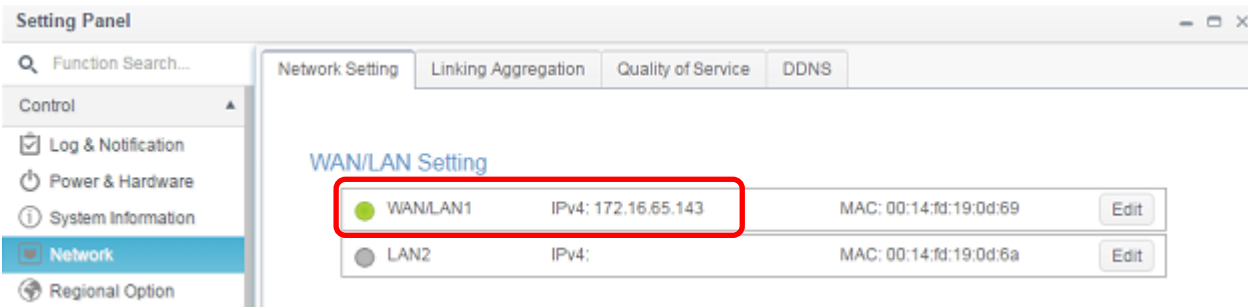 Setting Panel
Function Search...
Control
Log & Notification
Power & Hardware
System Information
Network
Regional Option
Network Setting
Linking Aggregation
Quality of Service
DDNS
WAN/LAN Setting
WAN/LAN1 IPv4: 172.16.65.143 MAC: 00:14:fd:19:0d:69 Edit
LAN2 IPv4: MAC: 00:14:fd:19:0d:6a Edit